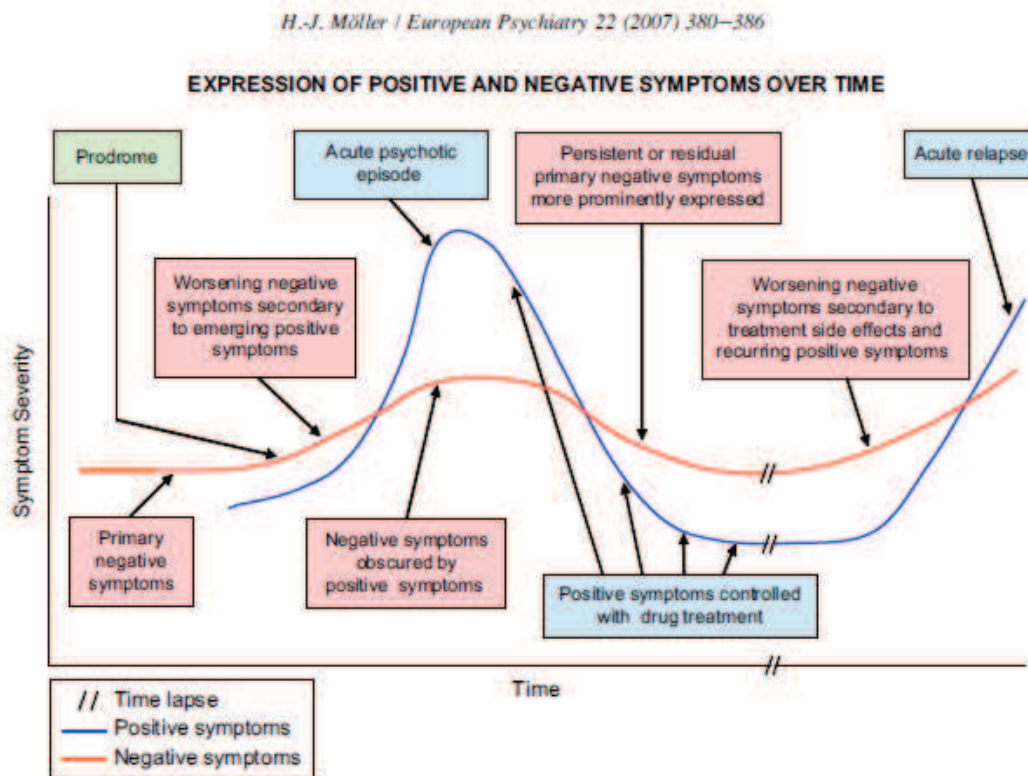 H.-J. Möller / European Psychiatry 22 (2007) 380–386
EXPRESSION OF POSITIVE AND NEGATIVE SYMPTOMS OVER TIME
Prodrome
Acute psychotic
episode
Persistent or residual
primary negative symptoms
more prominently expressed
Acute relapse
Worsening negative
symptoms secondary
to emerging positive
symptoms
Worsening negative
symptoms secondary to
treatment side effects and
recurring positive symptoms
Symptom Severity
Primary
negative
symptoms
Negative symptoms
obscured by
positive symptoms
Positive symptoms controlled
with drug treatment
Time
// Time lapse
Positive symptoms
Negative symptoms